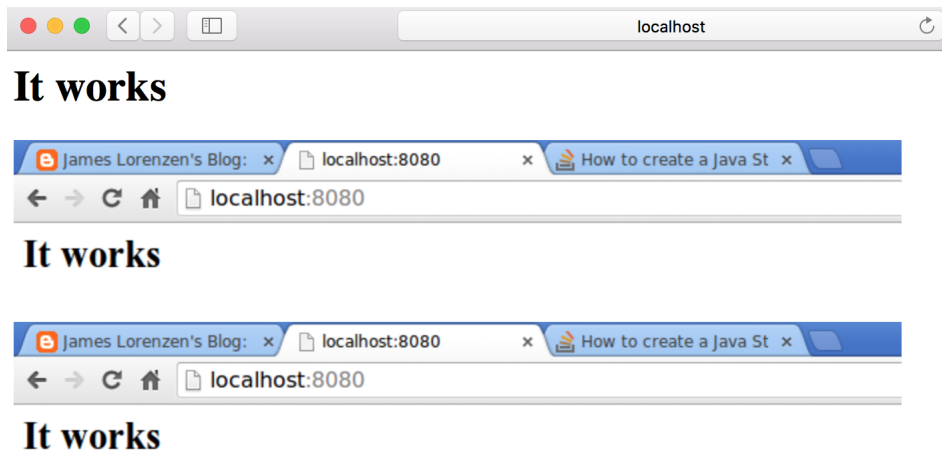 localhost
It works
James Lorenzen's Blog: localhost:8080 How to create a Java St
localhost:8080
It works
James Lorenzen's Blog: localhost:8080 How to create a Java St
localhost:8080
It works